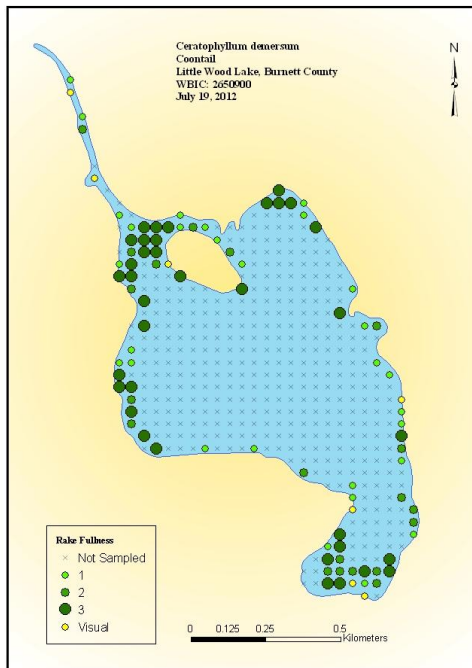 Ceratophyllum demersum
Coontail
Little Wood Lake, Burnett County
WBIC: 2650900
July 19, 2012
N
Rake Fullness
Not Sampled
1
2
3
Visual
0 0.125 0.25 0.5
Kilometers